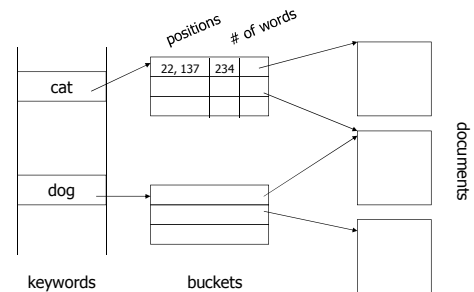 positions
# of words
22, 137
234
cat
dog
documents
keywords
buckets